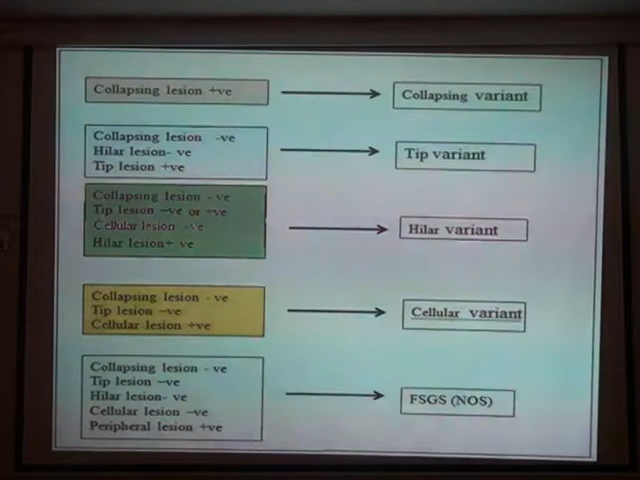 Collapsing lesion +ve
Collapsing variant
Collapsing lesion -ve
Hilar lesion- ve
Tip lesion +ve
Tip variant
Collapsing lesion - ve
Tip lesion –ve or +ve
Cellular lesion -ve
Hilar lesion+ ve
Hilar variant
Collapsing lesion - ve
Tip lesion –ve
Cellular lesion +ve
Cellular variant
Collapsing lesion - ve
Tip lesion –ve
Hilar lesion- ve
Cellular lesion –ve
Peripheral lesion +ve
FSGS (NOS)